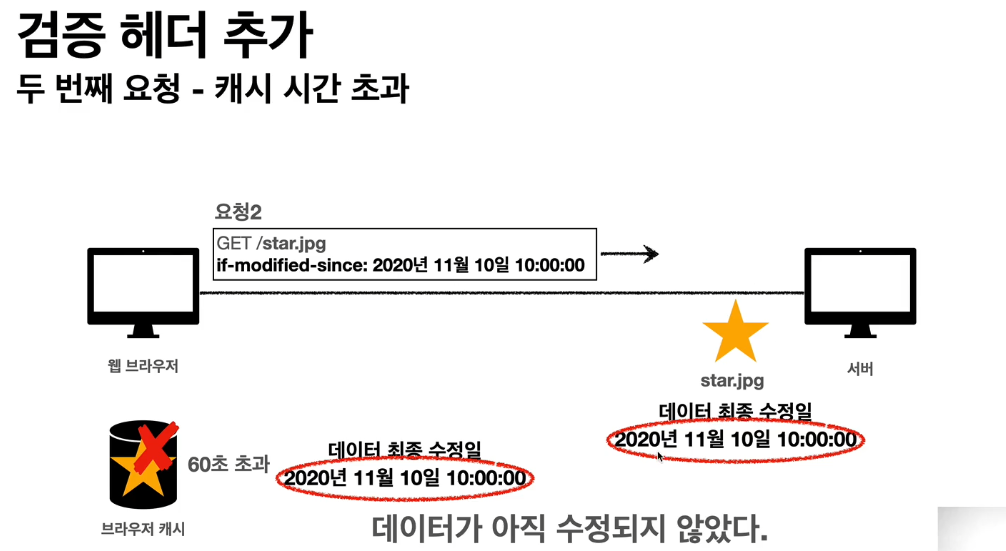 검증 헤더 추가
두 번째 요청 - 캐시 시간 초과
요청2
GET /star.jpg
if-modified-since: 2020년 11월 10일 10:00:00
웹 브라우저
서버
star.jpg
데이터 최종 수정일
2020년 11월 10일 10:00:00
60초 초과
데이터 최종 수정일
2020년 11월 10일 10:00:00
브라우저 캐시
데이터가 아직 수정되지 않았다.